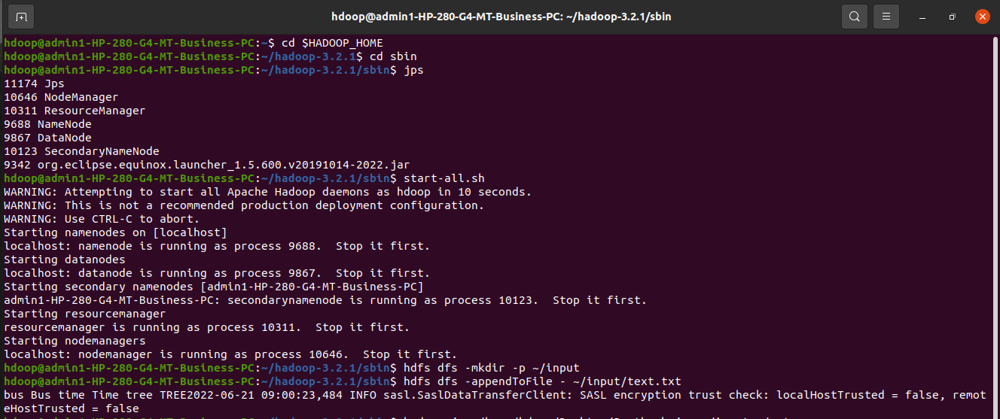 hdoop@admin1-HP-280-G4-MT-Business-PC: ~/hadoop-3.2.1/sbin
hdoop@admin1-HP-280-G4-MT-Business-PC:~$ cd $HADOOP_HOME
hdoop@admin1-HP-280-G4-MT-Business-PC:~/hadoop-3.2.1$ cd sbin
hdoop@admin1-HP-280-G4-MT-Business-PC:~/hadoop-3.2.1/sbin$ jps
11174 Jps
10646 NodeManager
10311 ResourceManager
9688 NameNode
9867 DataNode
10123 SecondaryNameNode
9342 org.eclipse.equinox.launcher_1.5.600.v20191014-2022.jar
hdoop@admin1-HP-280-G4-MT-Business-PC:~/hadoop-3.2.1/sbin$ start-all.sh
WARNING: Attempting to start all Apache Hadoop daemons as hdoop in 10 seconds.
WARNING: This is not a recommended production deployment configuration.
WARNING: Use CTRL-C to abort.
Starting namenodes on [localhost]
localhost: namenode is running as process 9688.  Stop it first.
Starting datanodes
localhost: datanode is running as process 9867.  Stop it first.
Starting secondary namenodes [admin1-HP-280-G4-MT-Business-PC]
admin1-HP-280-G4-MT-Business-PC: secondarynamenode is running as process 10123.  Stop it first.
Starting resourcemanager
resourcemanager is running as process 10311.  Stop it first.
Starting nodemanagers
localhost: nodemanager is running as process 10646.  Stop it first.
hdoop@admin1-HP-280-G4-MT-Business-PC:~/hadoop-3.2.1/sbin$ hdfs dfs -mkdir -p ~/input
hdoop@admin1-HP-280-G4-MT-Business-PC:~/hadoop-3.2.1/sbin$ hdfs dfs -appendToFile - ~/input/text.txt
bus Bus time Time tree TREE2022-06-21 09:00:23,484 INFO sasl.SaslDataTransferClient: SASL encryption trust check: localHostTrusted = false, remot
eHostTrusted = false